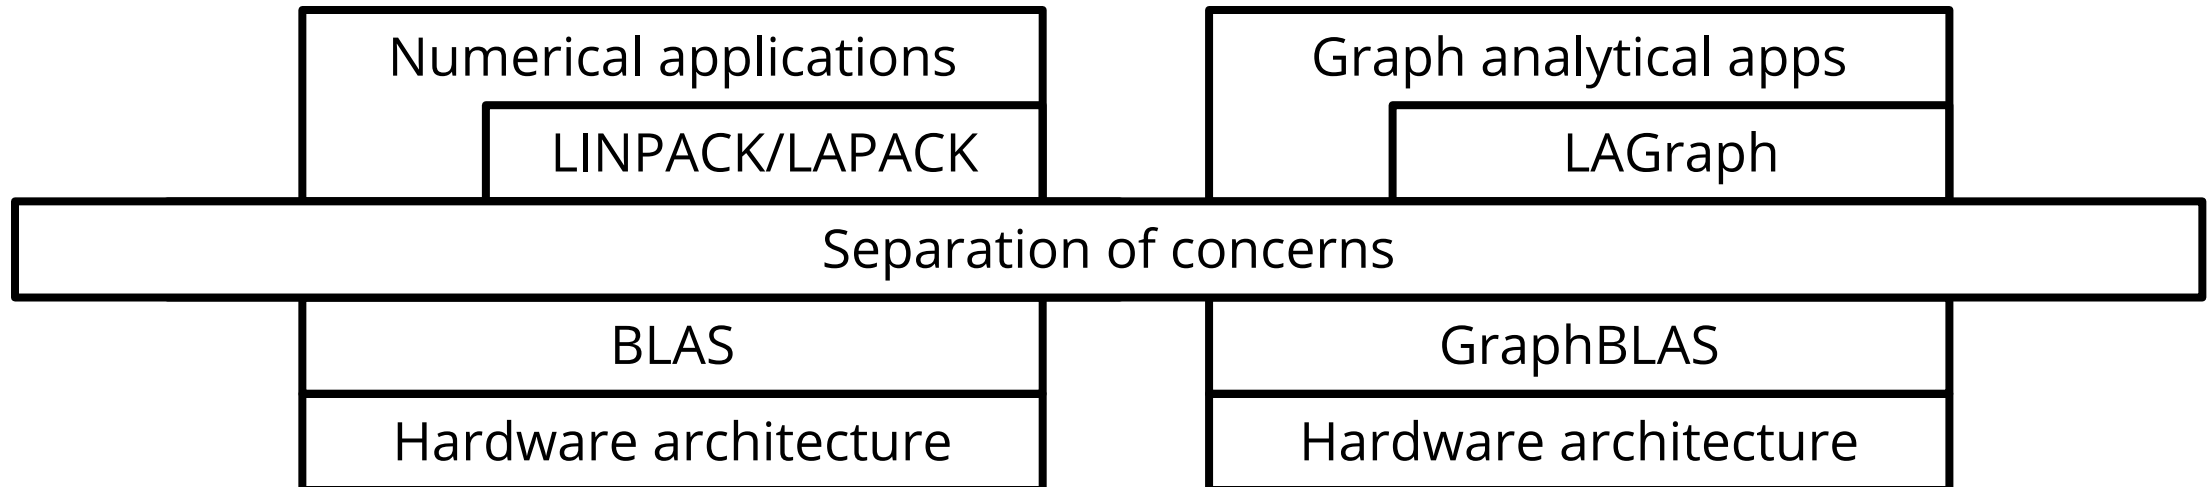 Numerical applications
LINPACK/LAPACK
Graph analytical apps
LAGraph
Separation of concerns
BLAS
Hardware architecture
GraphBLAS
Hardware architecture